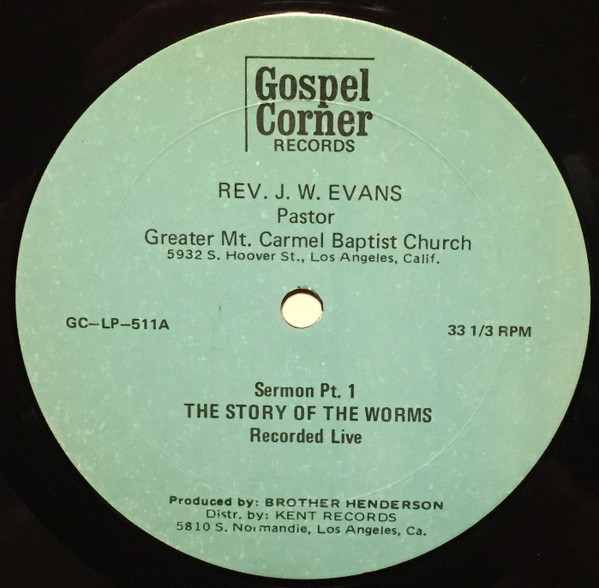 Gospel
Corner
RECORDS
REV. J. W. EVANS
Pastor
Greater Mt. Carmel Baptist Church
5932 S. Hoover St., Los Angeles, Calif.
GC-LP-511A
33 1/3 RPM
Sermon Pt. 1
THE STORY OF THE WORMS
Recorded Live
Produced by: BROTHER HENDERSON
Distr. by: KENT RECORDS
5810 S. Normandie, Los Angeles, Ca.